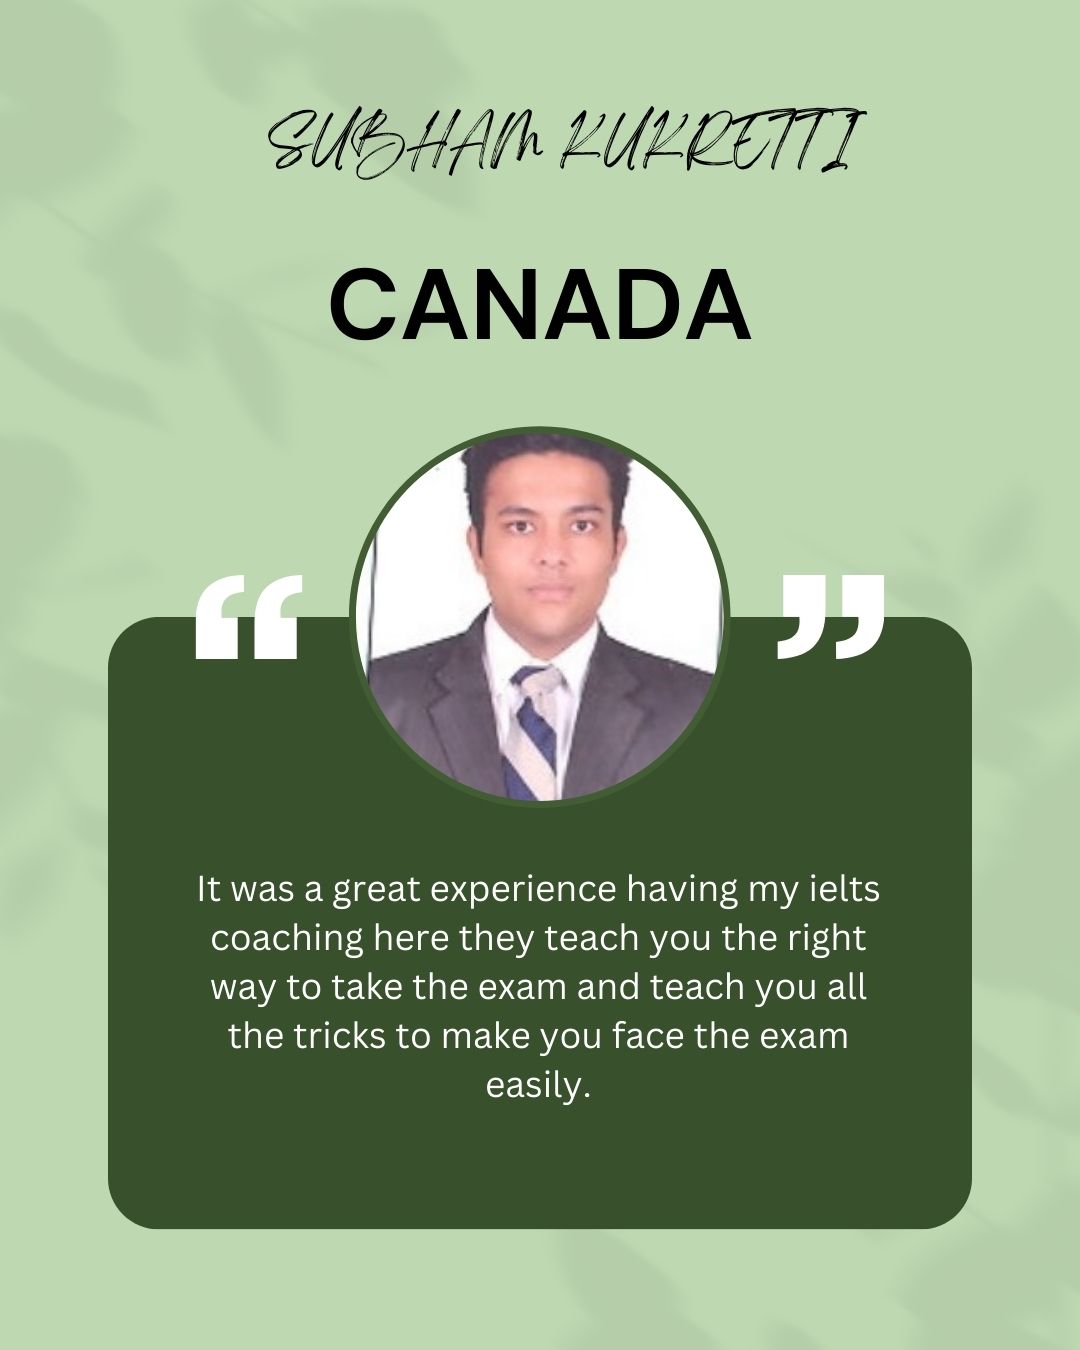 SUBHAM KUKRETTI
CANADA
“ ”
It was a great experience having my ielts
coaching here they teach you the right
way to take the exam and teach you all
the tricks to make you face the exam
easily.